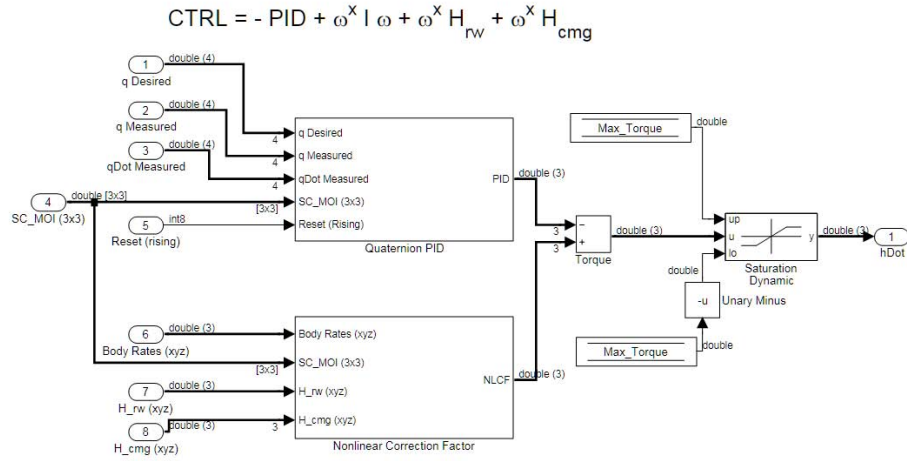 CTRL = - PID + ω^x I ω + ω^x H_rw + ω^x H_cmg
1
double (4)
q Desired
2
double (4)
q Measured
3
double (4)
qDot Measured
4
double [3x3]
SC_MOI (3x3)
5
int8
Reset (rising)
4
4
4
[3x3]
q Desired
q Measured
qDot Measured
SC_MOI (3x3)
Reset (Rising)
PID
double (3)
Quaternion PID
6
double (3)
Body Rates (xyz)
[3x3]
7
double (3)
H_rw (xyz)
8
double (3)
3
H_cmg (xyz)
Body Rates (xyz)
SC_MOI (3x3)
H_rw (xyz)
H_cmg (xyz)
NLCF
double (3)
Nonlinear Correction Factor
3
3
−
+
Torque
double (3)
Max_Torque
double
up
u
lo
y
double (3)
Saturation
Dynamic
1
hDot
double
-u
Unary Minus
double
Max_Torque